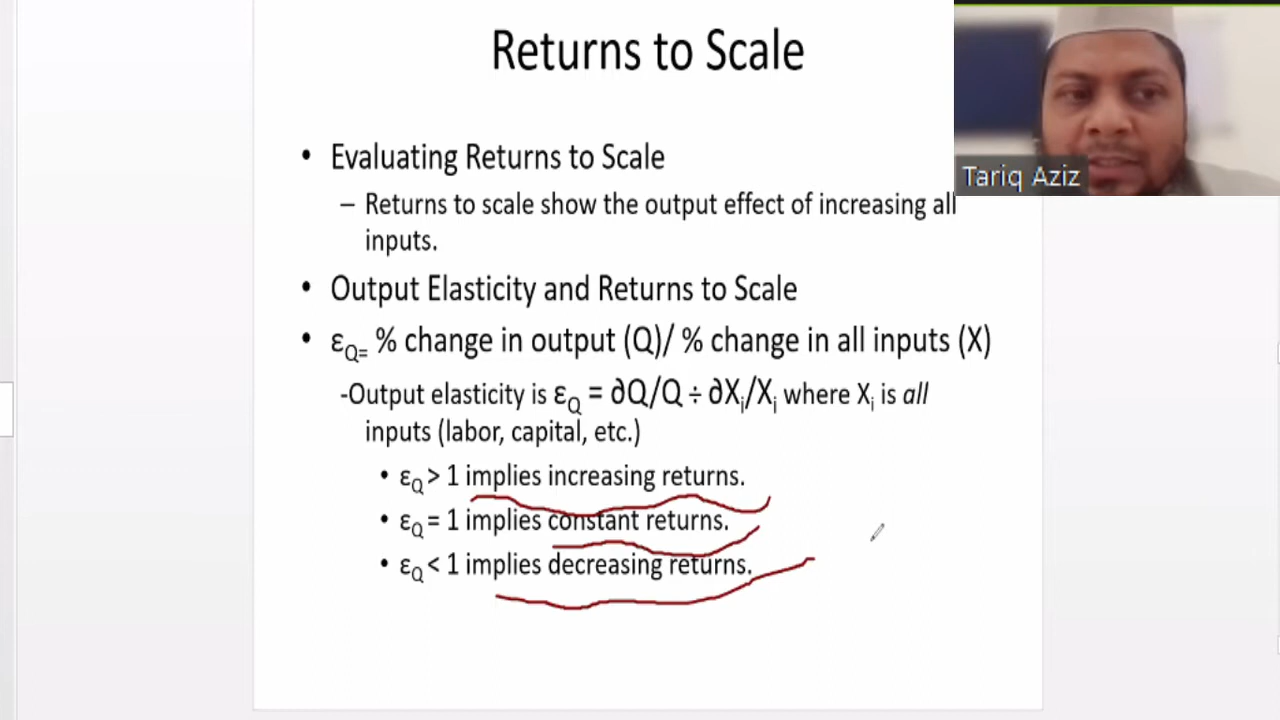 Returns to Scale
• Evaluating Returns to Scale
– Returns to scale show the output effect of increasing all
inputs.
• Output Elasticity and Returns to Scale
• εQ= % change in output (Q)/ % change in all inputs (X)
-Output elasticity is εQ = ∂Q/Q ÷ ∂Xi/Xi where Xi is all
inputs (labor, capital, etc.)
• εQ > 1 implies increasing returns.
• εQ = 1 implies constant returns.
• εQ < 1 implies decreasing returns.
Tariq Aziz